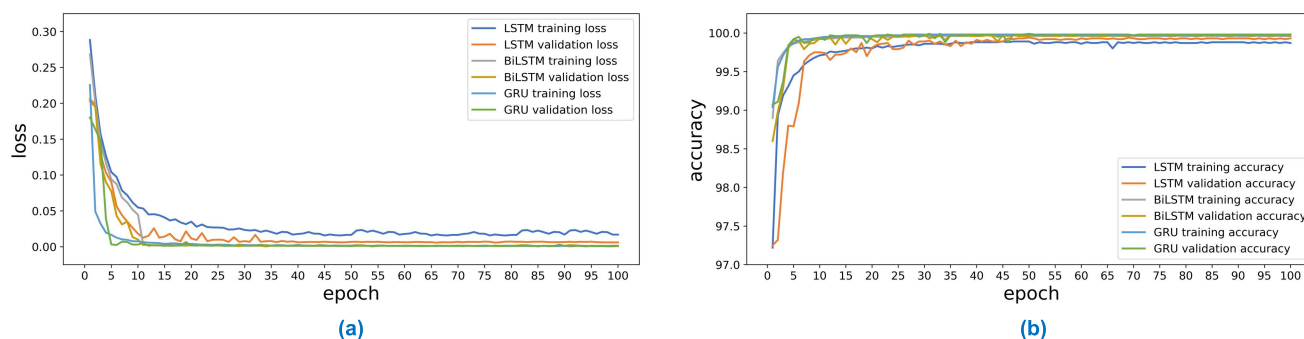 0.30
0.25
0.20
0.15
0.10
0.05
0.00
loss
0 5 10 15 20 25 30 35 40 45 50 55 60 65 70 75 80 85 90 95 100
epoch
LSTM training loss
LSTM validation loss
BiLSTM training loss
BiLSTM validation loss
GRU training loss
GRU validation loss
(a)
100.0
99.5
99.0
98.5
98.0
97.5
97.0
accuracy
0 5 10 15 20 25 30 35 40 45 50 55 60 65 70 75 80 85 90 95 100
epoch
LSTM training accuracy
LSTM validation accuracy
BiLSTM training accuracy
BiLSTM validation accuracy
GRU training accuracy
GRU validation accuracy
(b)